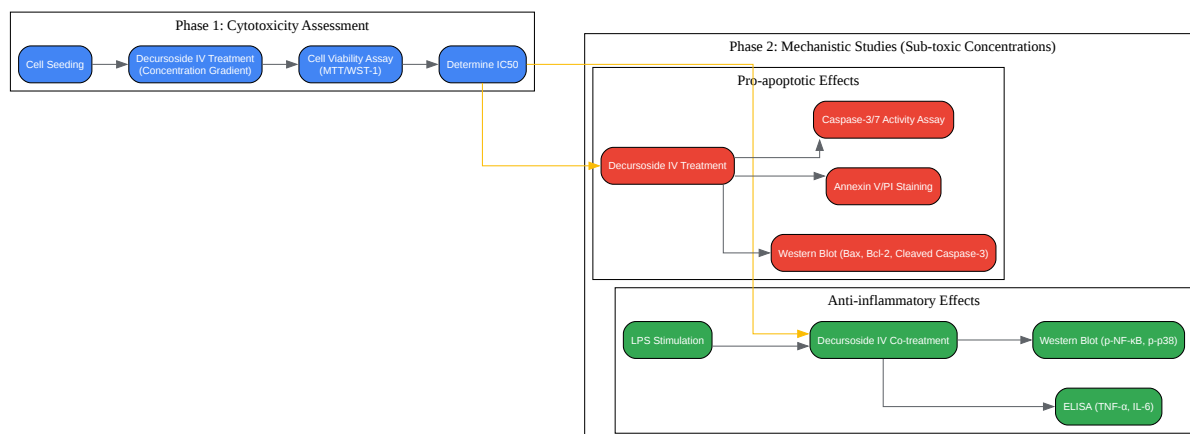 Phase 1: Cytotoxicity Assessment
Cell Seeding
Decursoside IV Treatment
(Concentration Gradient)
Cell Viability Assay
(MTT/WST-1)
Determine IC50
Phase 2: Mechanistic Studies (Sub-toxic Concentrations)
Pro-apoptotic Effects
Decursoside IV Treatment
Caspase-3/7 Activity Assay
Annexin V/PI Staining
Western Blot (Bax, Bcl-2, Cleaved Caspase-3)
Anti-inflammatory Effects
LPS Stimulation
Decursoside IV Co-treatment
Western Blot (p-NF-κB, p-p38)
ELISA (TNF-α, IL-6)